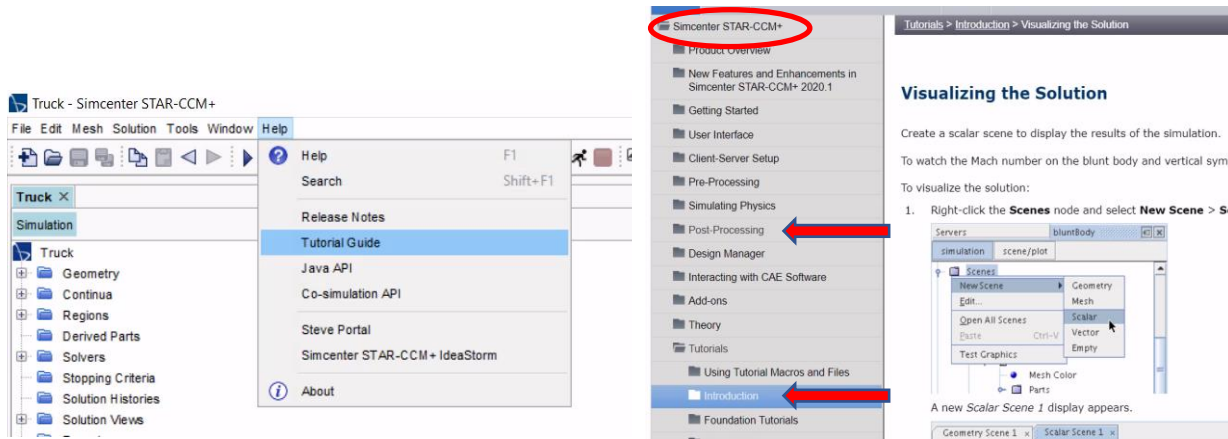 Truck - Simcenter STAR-CCM+
File Edit Mesh Solution Tools Window Help
Help F1
Search Shift+F1
Release Notes
Tutorial Guide
Java API
Co-simulation API
Steve Portal
Simcenter STAR-CCM+ IdeaStorm
About
Truck
Simulation
Truck
Geometry
Continua
Regions
Derived Parts
Solvers
Stopping Criteria
Solution Histories
Solution Views
Simcenter STAR-CCM+
Product Overview
New Features and Enhancements in
Simcenter STAR-CCM+ 2020.1
Getting Started
User Interface
Client-Server Setup
Pre-Processing
Simulating Physics
Post-Processing
Design Manager
Interacting with CAE Software
Add-ons
Theory
Tutorials
Using Tutorial Macros and Files
Introduction
Foundation Tutorials
Tutorials > Introduction > Visualizing the Solution
Visualizing the Solution
Create a scalar scene to display the results of the simulation.
To watch the Mach number on the blunt body and vertical sym
To visualize the solution:
1. Right-click the Scenes node and select New Scene > S
Servers bluntBody
simulation scene/plot
Scenes
New Scene
Edit...
Open All Scenes
Paste Ctrl-V
Test Graphics
Geometry
Mesh
Scalar
Vector
Empty
Mesh Color
Parts
A new Scalar Scene 1 display appears.
Geometry Scene 1 x Scalar Scene 1 x